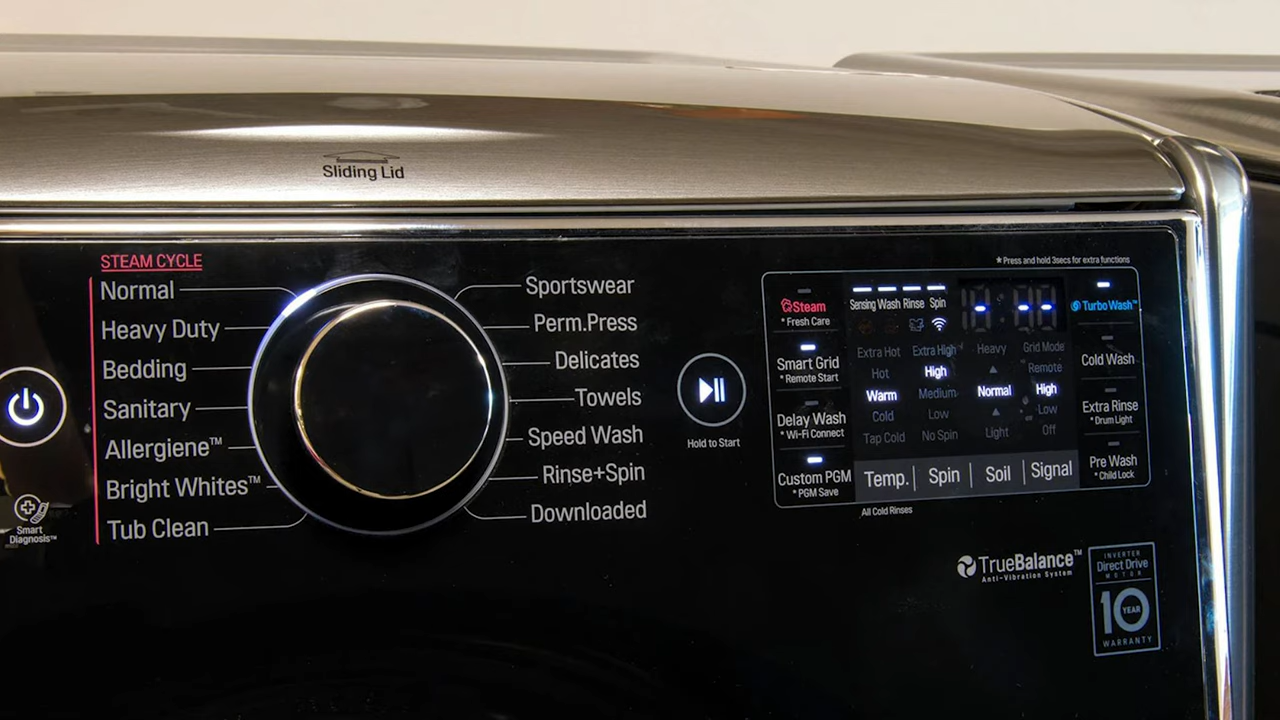 Sliding Lid
STEAM CYCLE
Normal
Heavy Duty
Bedding
Sanitary
Allergiene™
Bright Whites™
Tub Clean
Smart
Diagnosis™
Sportswear
Perm.Press
Delicates
Towels
Speed Wash
Rinse+Spin
Downloaded
Hold to Start
*Press and hold 3secs for extra functions
Steam
* Fresh Care
Smart Grid
* Remote Start
Delay Wash
* Wi-Fi Connect
Custom PGM
* PGM Save
Sensing Wash Rinse Spin
Extra Hot
Hot
Warm
Cold
Tap Cold
Extra High
High
Medium
Low
No Spin
Heavy
Normal
Light
Grid Mode
Remote
High
Low
Off
Temp. Spin Soil Signal
All Cold Rinses
TurboWash™
Cold Wash
Extra Rinse
* Drum Light
Pre Wash
* Child Lock
TrueBalance™
Anti-Vibration System
INVERTER
Direct Drive
MOTOR
10 YEAR
WARRANTY